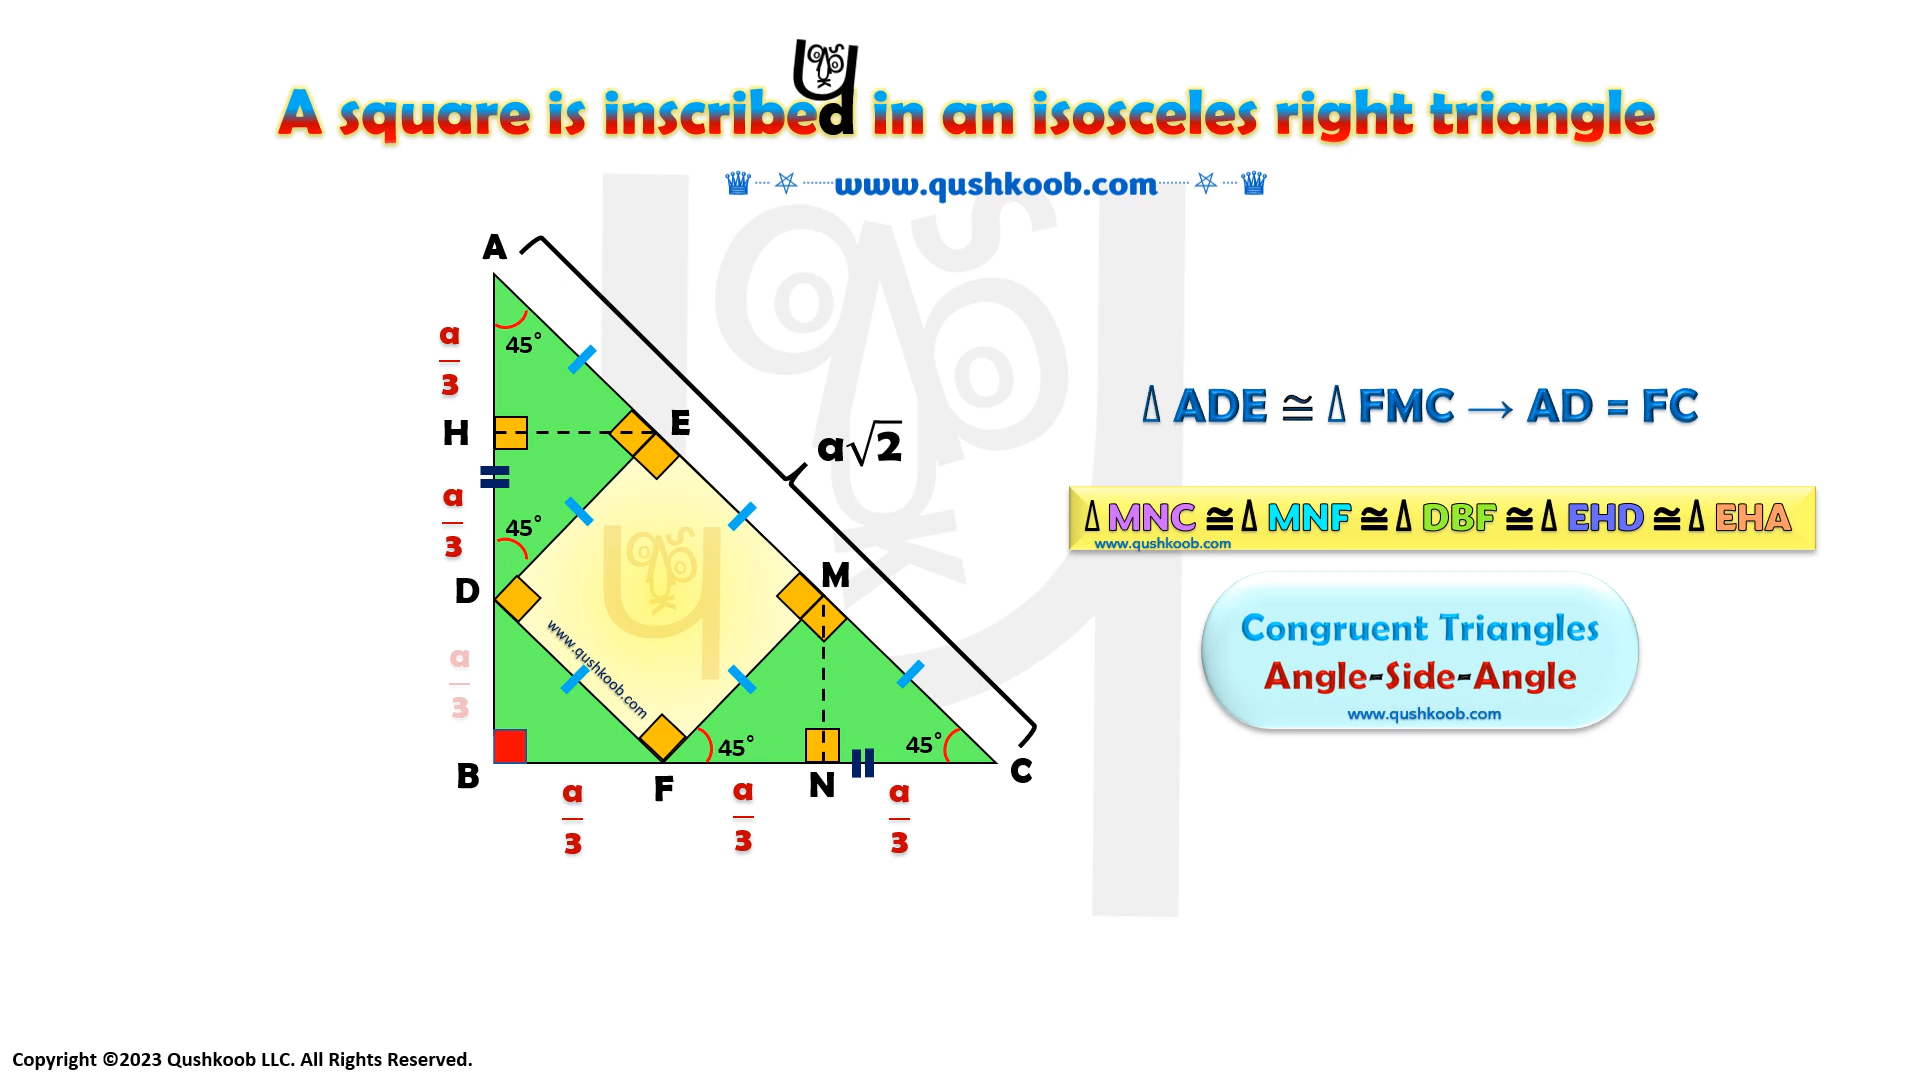 A square is inscribed in an isosceles right triangle
www.qushkoob.com
A
a
3
45°
H
E
a√2
a
3
45°
D
M
a
3
www.qushkoob.com
B
F
45°
N
45°
C
a
3
a
3
a
3
Δ ADE ≅ Δ FMC → AD = FC
Δ MNC ≅ Δ MNF ≅ Δ DBF ≅ Δ EHD ≅ Δ EHA
www.qushkoob.com
Congruent Triangles
Angle-Side-Angle
www.qushkoob.com
Copyright ©2023 Qushkoob LLC. All Rights Reserved.